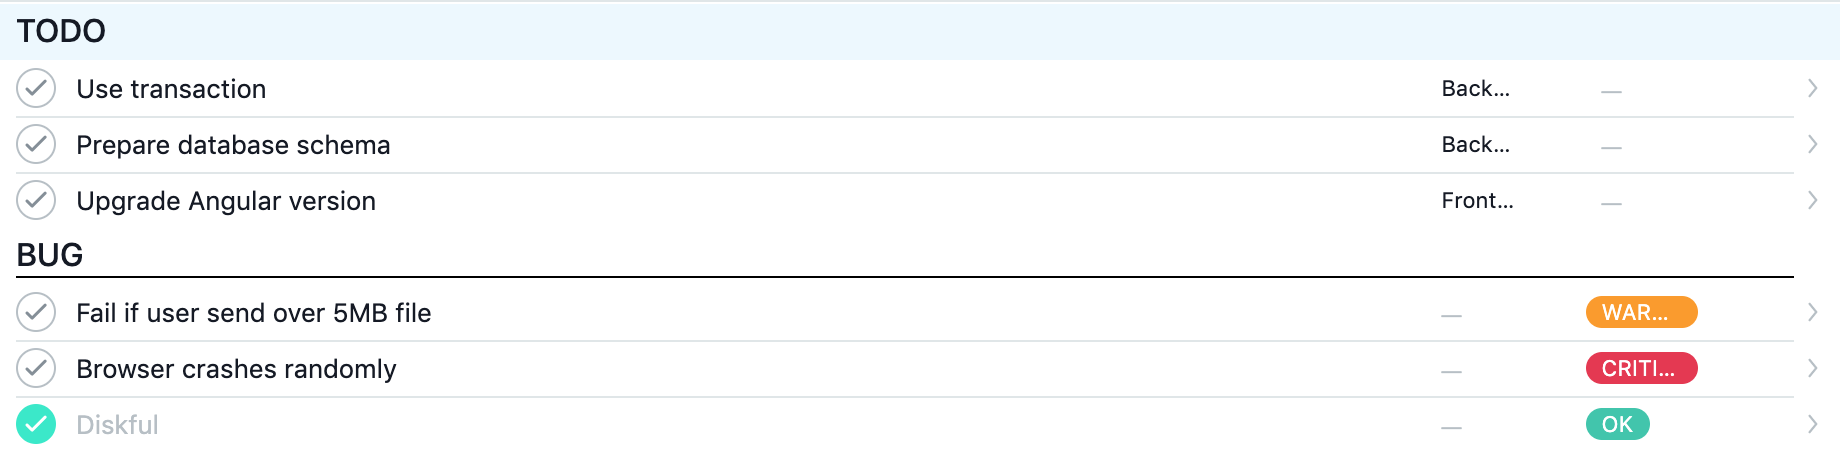 TODO
Use transaction Back... —
Prepare database schema Back... —
Upgrade Angular version Front... —
BUG
Fail if user send over 5MB file — WAR...
Browser crashes randomly — CRITI...
Diskful — OK